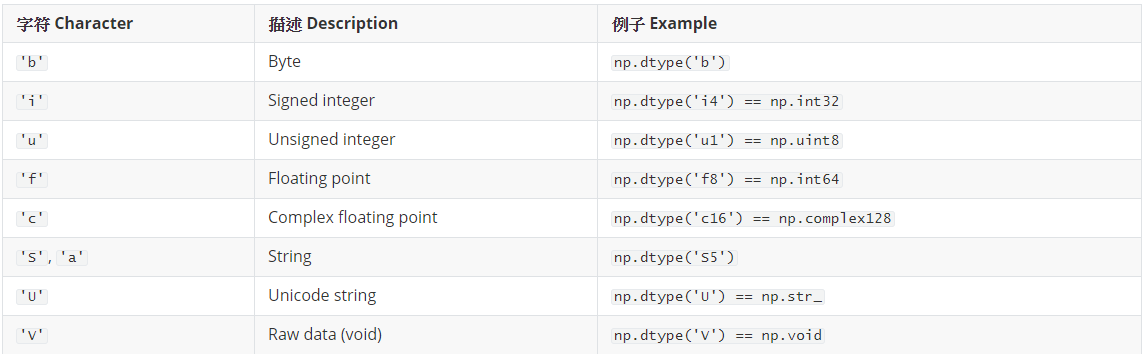 字符 Character 描述 Description 例子 Example
'b' Byte np.dtype('b')
'i' Signed integer np.dtype('i4') == np.int32
'u' Unsigned integer np.dtype('u1') == np.uint8
'f' Floating point np.dtype('f8') == np.int64
'c' Complex floating point np.dtype('c16') == np.complex128
'S', 'a' String np.dtype('S5')
'U' Unicode string np.dtype('U') == np.str_
'V' Raw data (void) np.dtype('V') == np.void